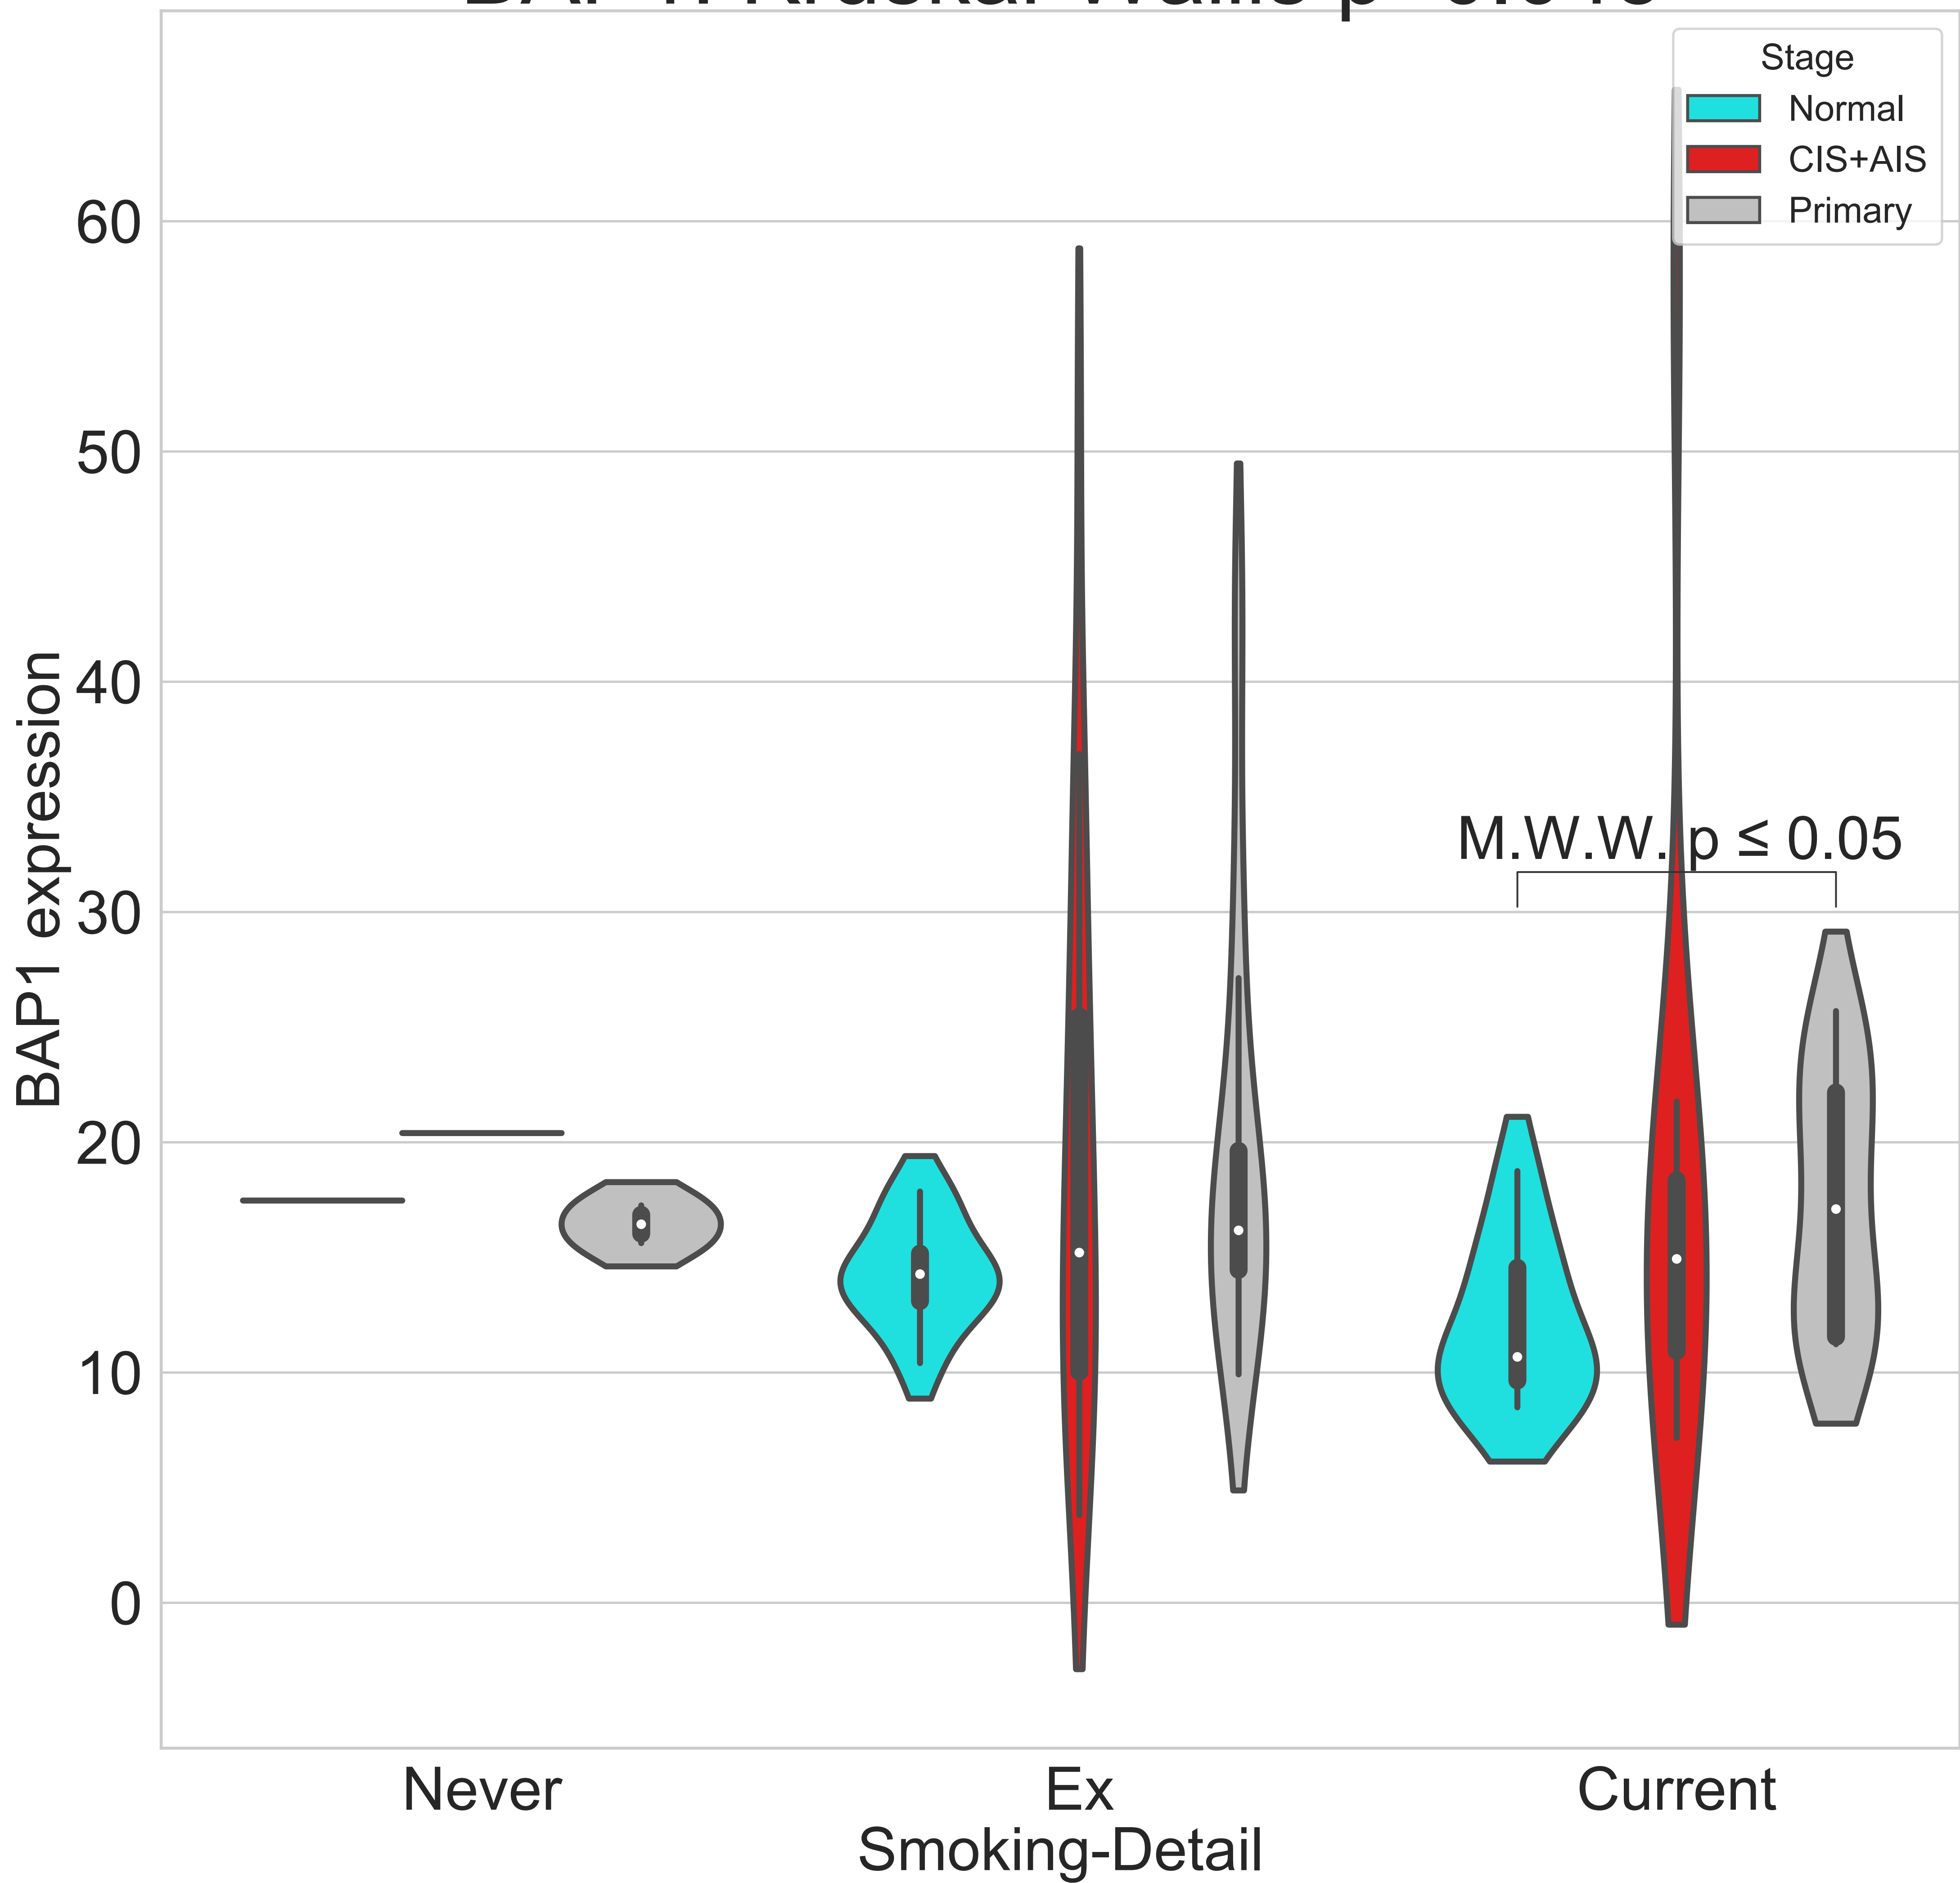 Stage
Normal
CIS+AIS
Primary
60
50
40
30
20
10
0
BAP1 expression
M.W.W. p ≤ 0.05
Never
Ex
Current
Smoking-Detail